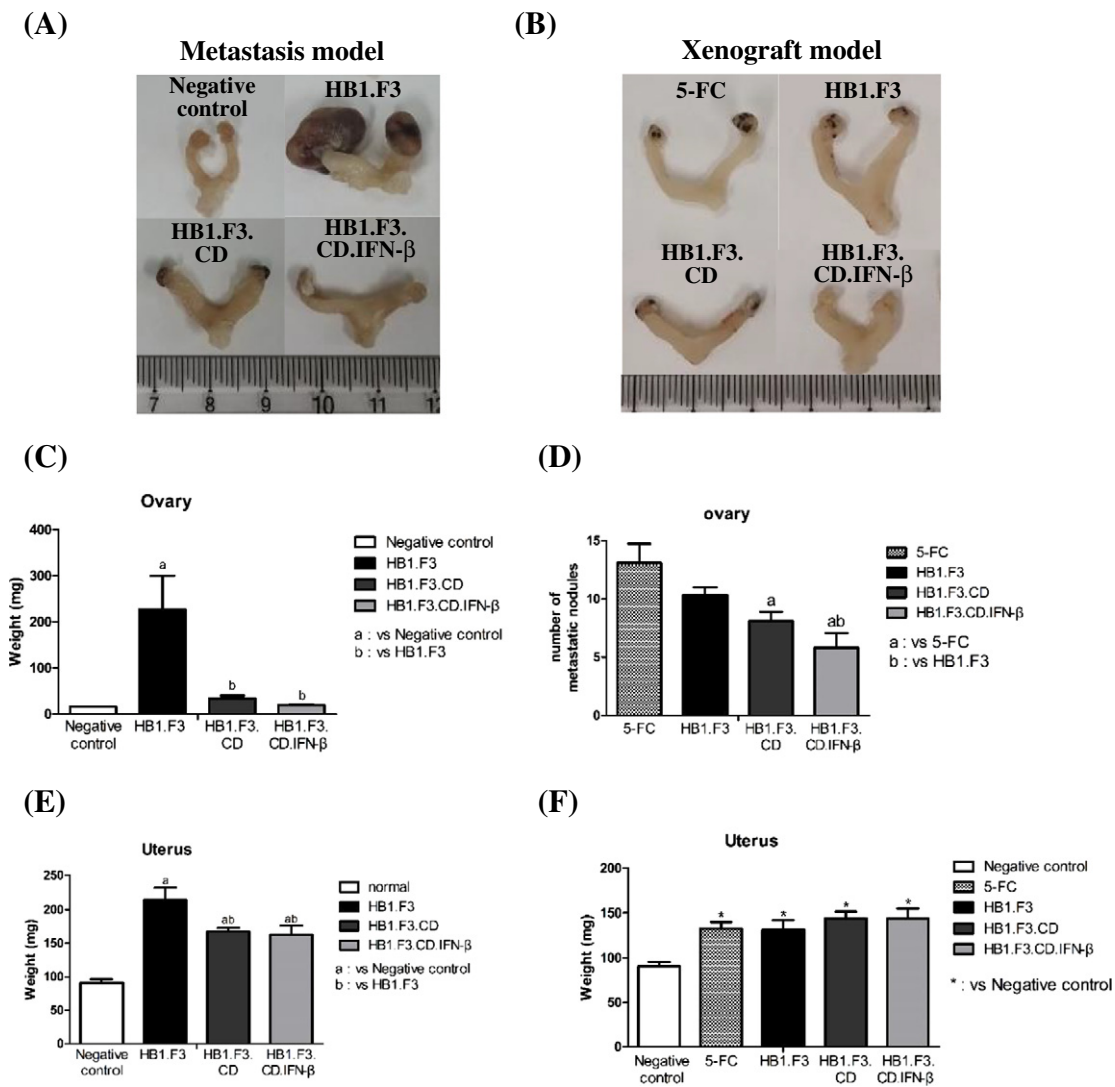 (A)
Metastasis model
Negative
control
HB1.F3
HB1.F3.
CD
HB1.F3.
CD.IFN-β
7 8 9 10 11 12
(B)
Xenograft model
5-FC
HB1.F3
HB1.F3.
CD
HB1.F3.
CD.IFN-β
(C)
Ovary
Weight (mg)
400
300
200
100
0
a
b
b
Negative
control
HB1.F3
HB1.F3.
CD
HB1.F3.
CD.IFN-β
Negative control
HB1.F3
HB1.F3.CD
HB1.F3.CD.IFN-β
a : vs Negative control
b : vs HB1.F3
(D)
ovary
number of
metastatic nodules
15
10
5
0
a
ab
5-FC
HB1.F3
HB1.F3.
CD
HB1.F3.
CD.IFN-β
5-FC
HB1.F3
HB1.F3.CD
HB1.F3.CD.IFN-β
a : vs 5-FC
b : vs HB1.F3
(E)
Uterus
Weight (mg)
250
200
150
100
50
0
a
ab
ab
Negative
control
HB1.F3
HB1.F3.
CD
HB1.F3.
CD.IFN-β
normal
HB1.F3
HB1.F3.CD
HB1.F3.CD.IFN-β
a : vs Negative control
b : vs HB1.F3
(F)
Uterus
Weight (mg)
200
150
100
50
0
*
*
*
*
Negative
control
5-FC
HB1.F3
HB1.F3.
CD
HB1.F3.
CD.IFN-β
Negative control
5-FC
HB1.F3
HB1.F3.CD
HB1.F3.CD.IFN-β
* : vs Negative control